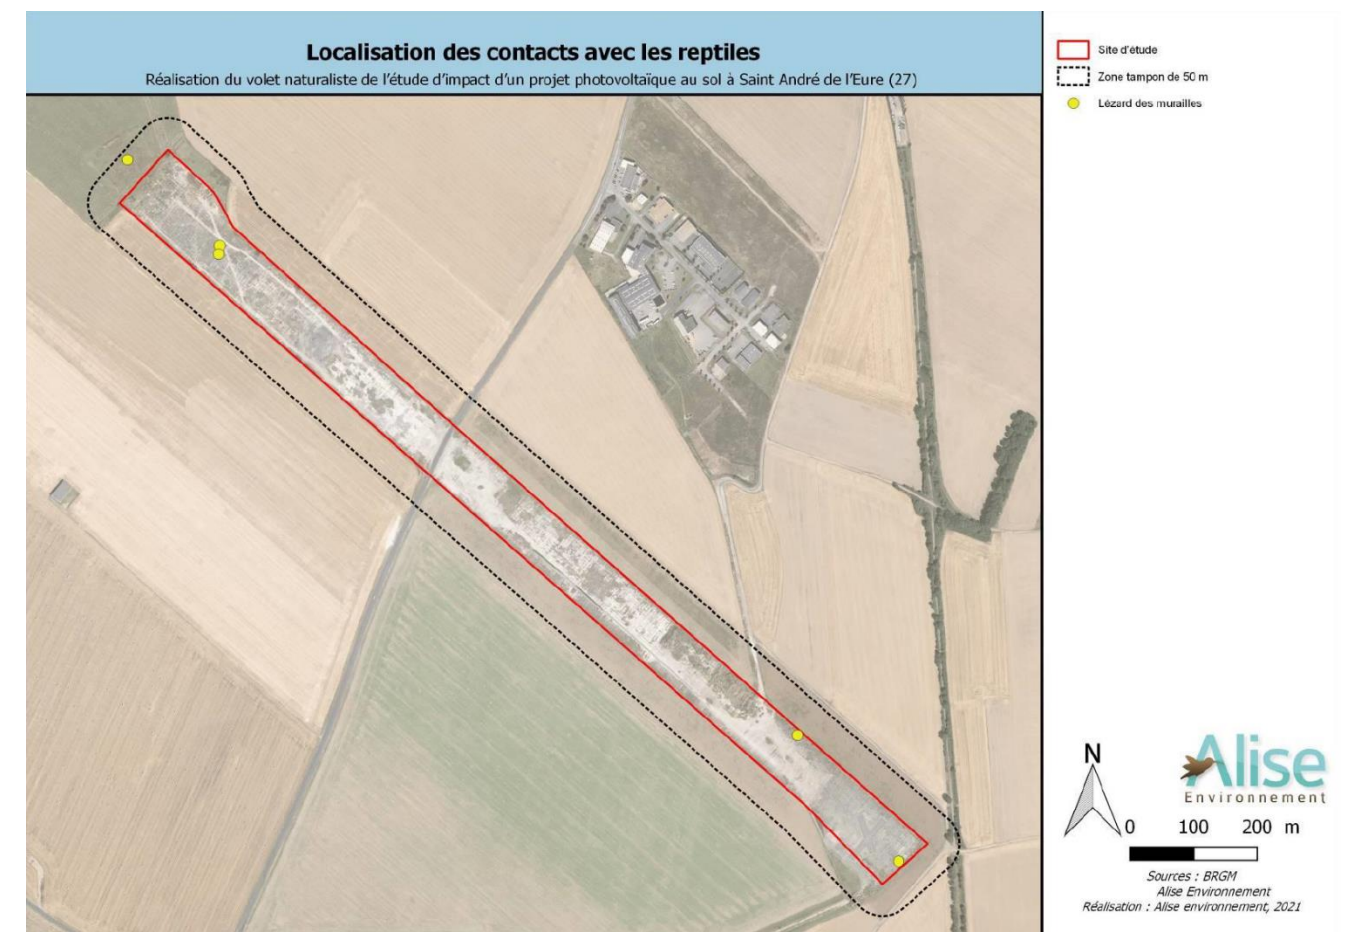 Localisation des contacts avec les reptiles
Réalisation du volet naturaliste de l'étude d'impact d'un projet photovoltaïque au sol à Saint André de l'Eure (27)
Site d'étude
Zone tampon de 50 m
Lézard des murailles
N
Alise
Environnement
0 100 200 m
Sources : BRGM
Alise Environnement
Réalisation : Alise environnement, 2021